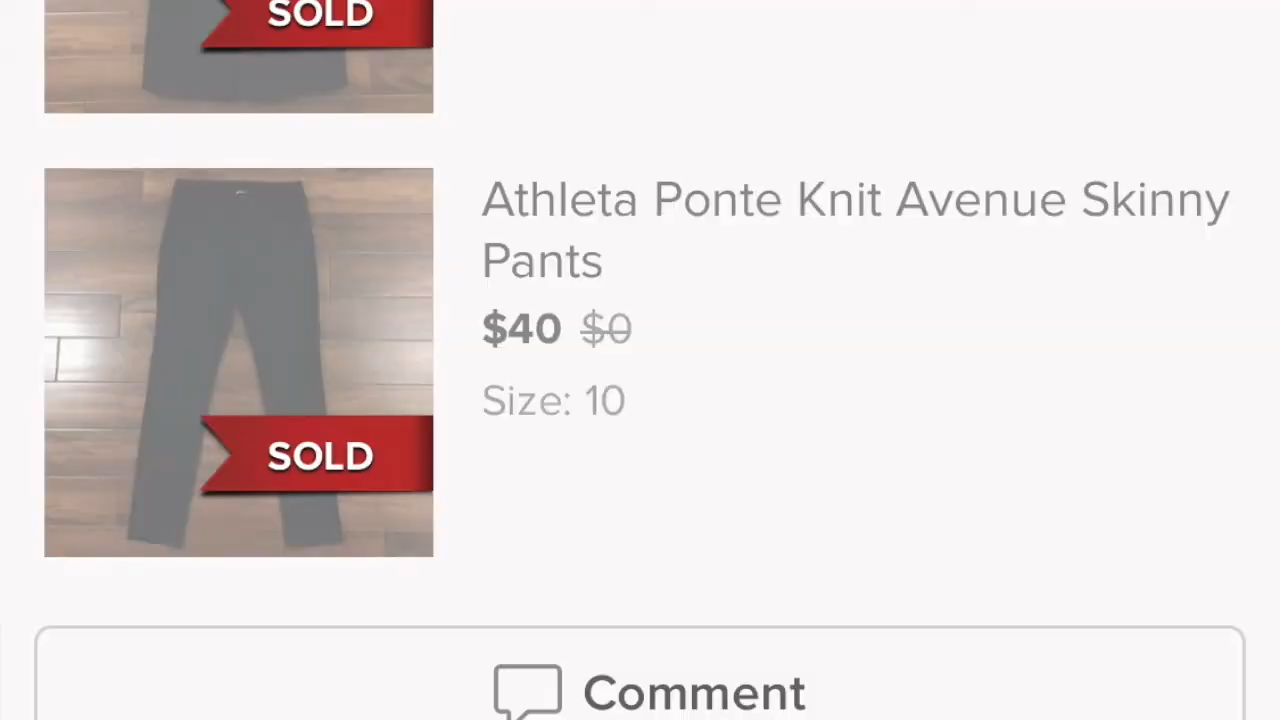 SOLD
Athleta Ponte Knit Avenue Skinny
Pants
$40 $0
Size: 10
SOLD
Comment